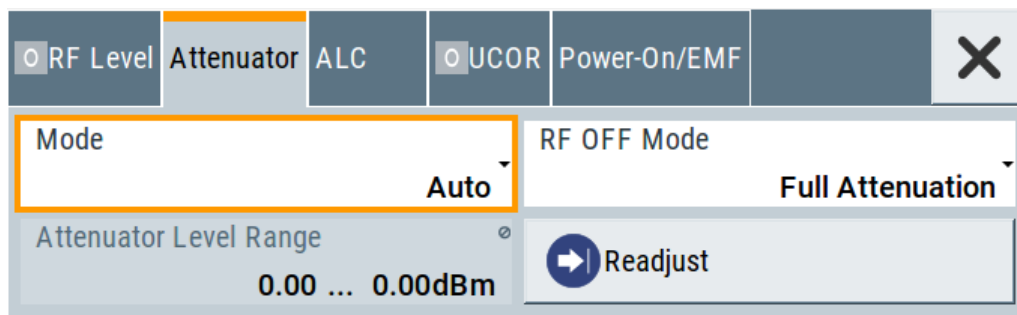 RF Level Attenuator ALC UCOR Power-On/EMF
Mode
Auto
RF OFF Mode
Full Attenuation
Attenuator Level Range
0.00 ... 0.00dBm
Readjust